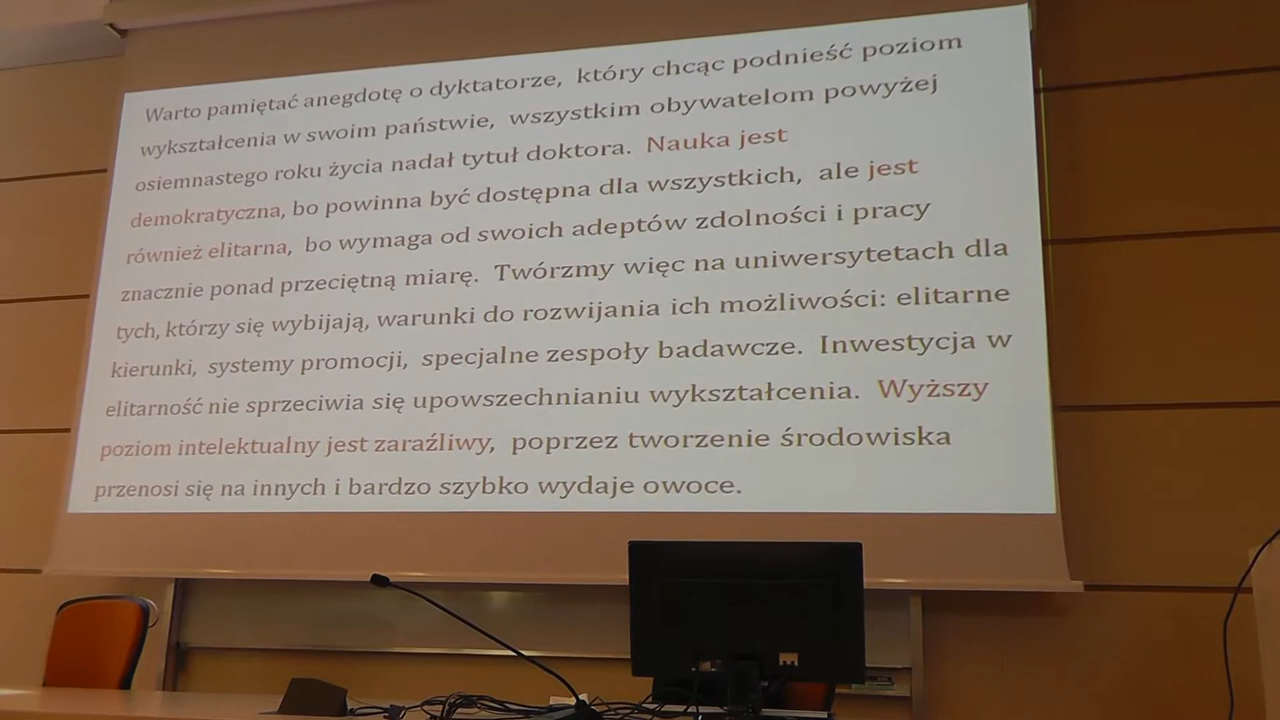 Warto pamiętać anegdotę o dyktatorze, który chcąc podnieść poziom
wykształcenia w swoim państwie, wszystkim obywatelom powyżej
osiemnastego roku życia nadał tytuł doktora. Nauka jest
demokratyczna, bo powinna być dostępna dla wszystkich, ale jest
również elitarna, bo wymaga od swoich adeptów zdolności i pracy
znacznie ponad przeciętną miarę. Twórzmy więc na uniwersytetach dla
tych, którzy się wybijają, warunki do rozwijania ich możliwości: elitarne
kierunki, systemy promocji, specjalne zespoły badawcze. Inwestycja w
elitarność nie sprzeciwia się upowszechnianiu wykształcenia. Wyższy
poziom intelektualny jest zaraźliwy, poprzez tworzenie środowiska
przenosi się na innych i bardzo szybko wydaje owoce.